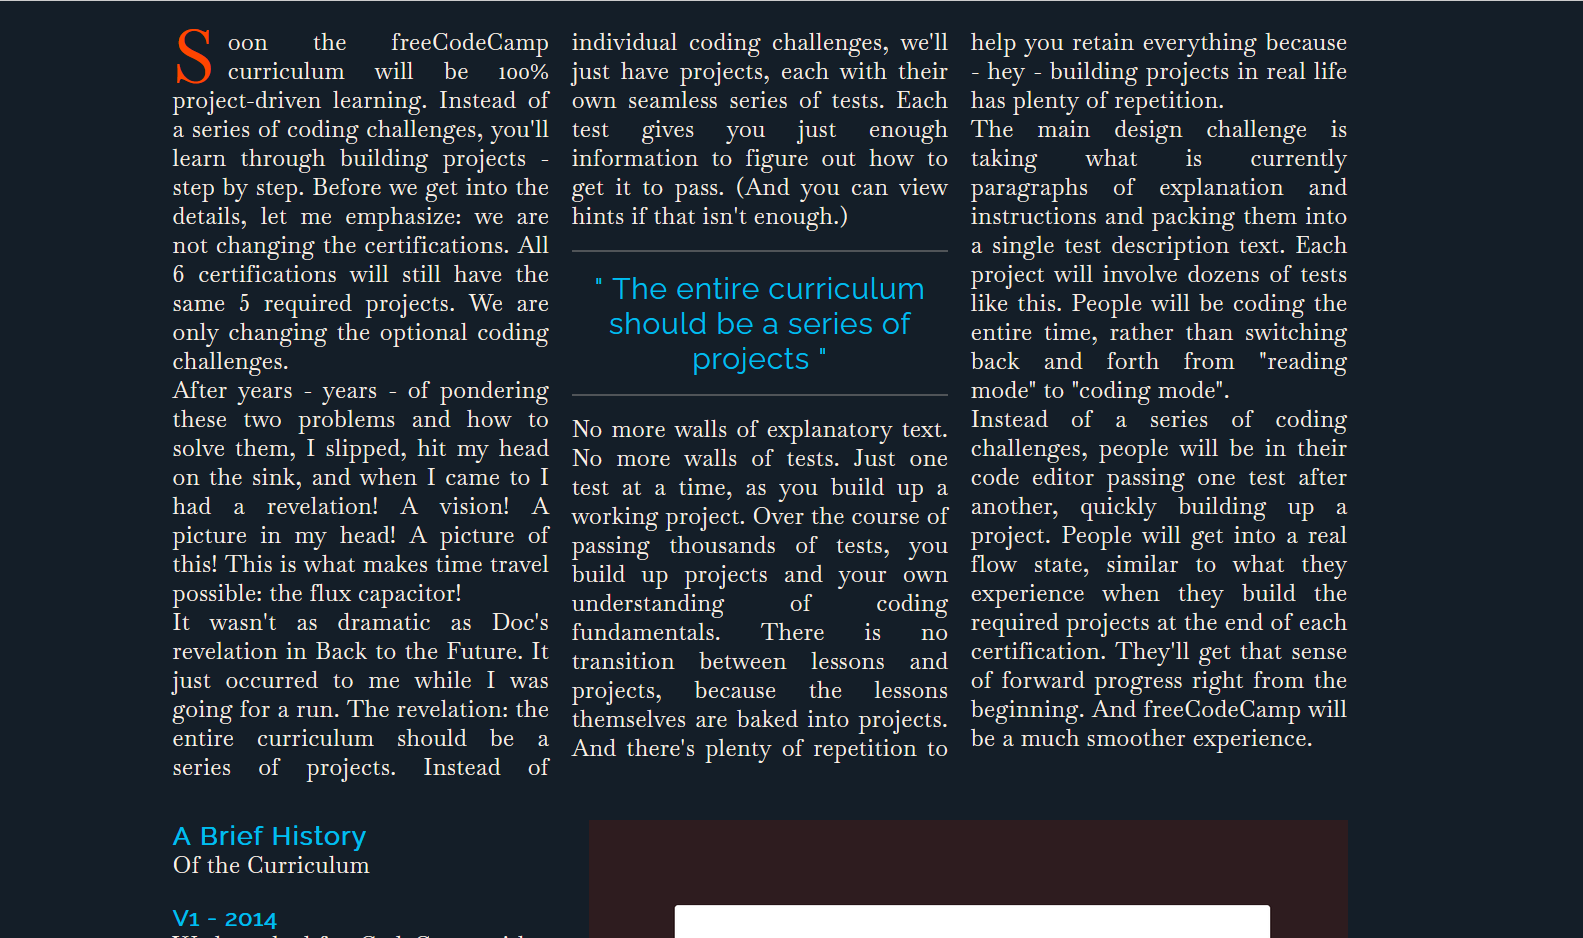 Soon the freeCodeCamp
curriculum will be 100%
project-driven learning. Instead of
a series of coding challenges, you'll
learn through building projects -
step by step. Before we get into the
details, let me emphasize: we are
not changing the certifications. All
6 certifications will still have the
same 5 required projects. We are
only changing the optional coding
challenges.
After years - years - of pondering
these two problems and how to
solve them, I slipped, hit my head
on the sink, and when I came to I
had a revelation! A vision! A
picture in my head! A picture of
this! This is what makes time travel
possible: the flux capacitor!
It wasn't as dramatic as Doc's
revelation in Back to the Future. It
just occurred to me while I was
going for a run. The revelation: the
entire curriculum should be a
series of projects. Instead of
individual coding challenges, we'll
just have projects, each with their
own seamless series of tests. Each
test gives you just enough
information to figure out how to
get it to pass. (And you can view
hints if that isn't enough.)
" The entire curriculum
should be a series of
projects "
No more walls of explanatory text.
No more walls of tests. Just one
test at a time, as you build up a
working project. Over the course of
passing thousands of tests, you
build up projects and your own
understanding of coding
fundamentals. There is no
transition between lessons and
projects, because the lessons
themselves are baked into projects.
And there's plenty of repetition to
help you retain everything because
- hey - building projects in real life
has plenty of repetition.
The main design challenge is
taking what is currently
paragraphs of explanation and
instructions and packing them into
a single test description text. Each
project will involve dozens of tests
like this. People will be coding the
entire time, rather than switching
back and forth from "reading
mode" to "coding mode".
Instead of a series of coding
challenges, people will be in their
code editor passing one test after
another, quickly building up a
project. People will get into a real
flow state, similar to what they
experience when they build the
required projects at the end of each
certification. They'll get that sense
of forward progress right from the
beginning. And freeCodeCamp will
be a much smoother experience.
A Brief History
Of the Curriculum
V1 - 2014